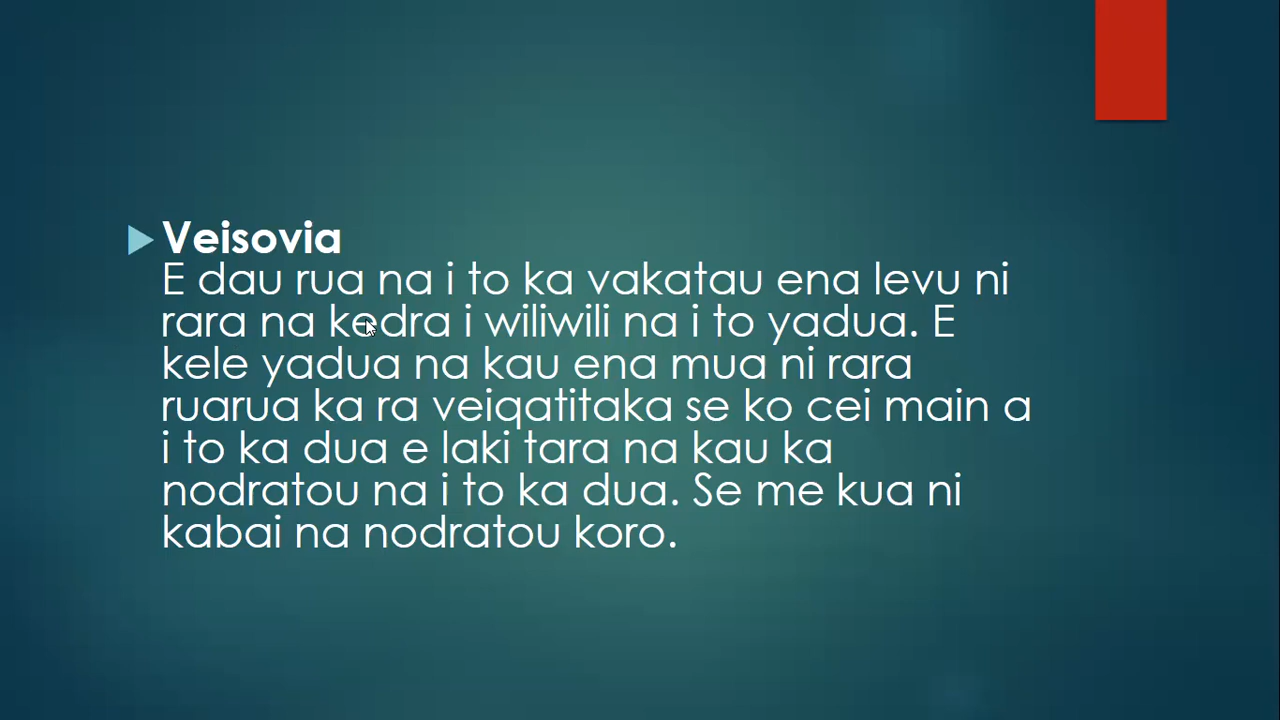 Veisovia
E dau rua na i to ka vakatau ena levu ni
rara na kedra i wiliwili na i to yadua. E
kele yadua na kau ena mua ni rara
ruarua ka ra veiqatitaka se ko cei main a
i to ka dua e laki tara na kau ka
nodratou na i to ka dua. Se me kua ni
kabai na nodratou koro.